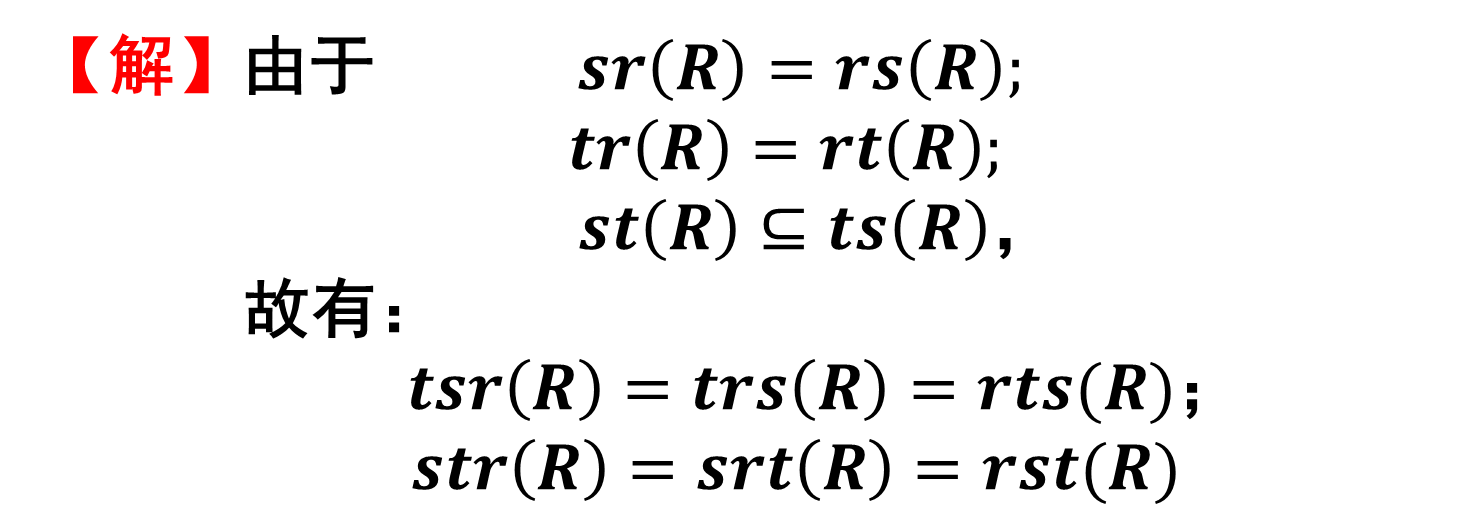 【解】由于 sr(R) = rs(R);
tr(R) = rt(R);
st(R) ⊆ ts(R),
故有：
tsr(R) = trs(R) = rts(R);
str(R) = srt(R) = rst(R)